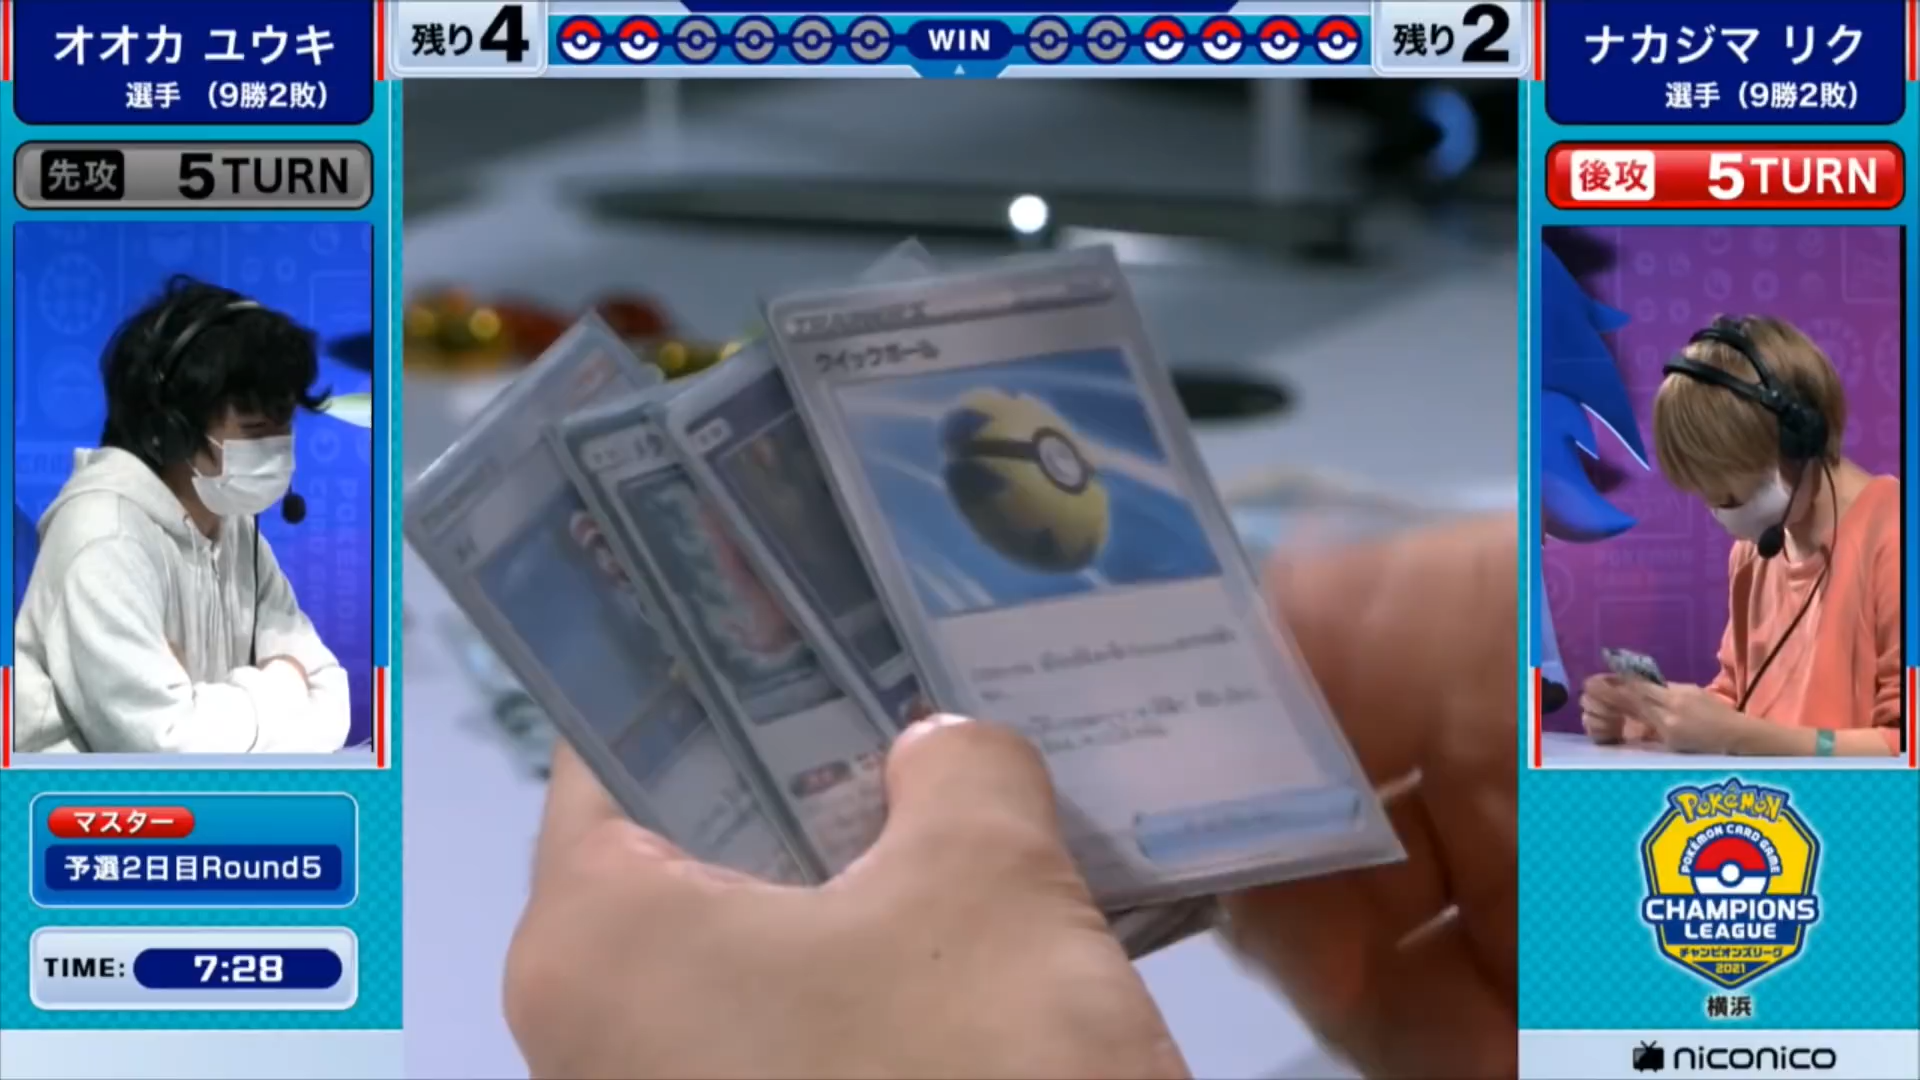 オオカ ユウキ
選手 (9勝2敗)
先攻 5TURN
残り4
WIN
残り2
ナカジマ リク
選手 (9勝2敗)
後攻 5TURN
TRAINER'S
クイックボール
マスター
予選2日目Round5
TIME: 7:28
POKÉMON
POKÉMON CARD GAME
CHAMPIONS
LEAGUE
チャンピオンズリーグ
2021
横浜
niconico